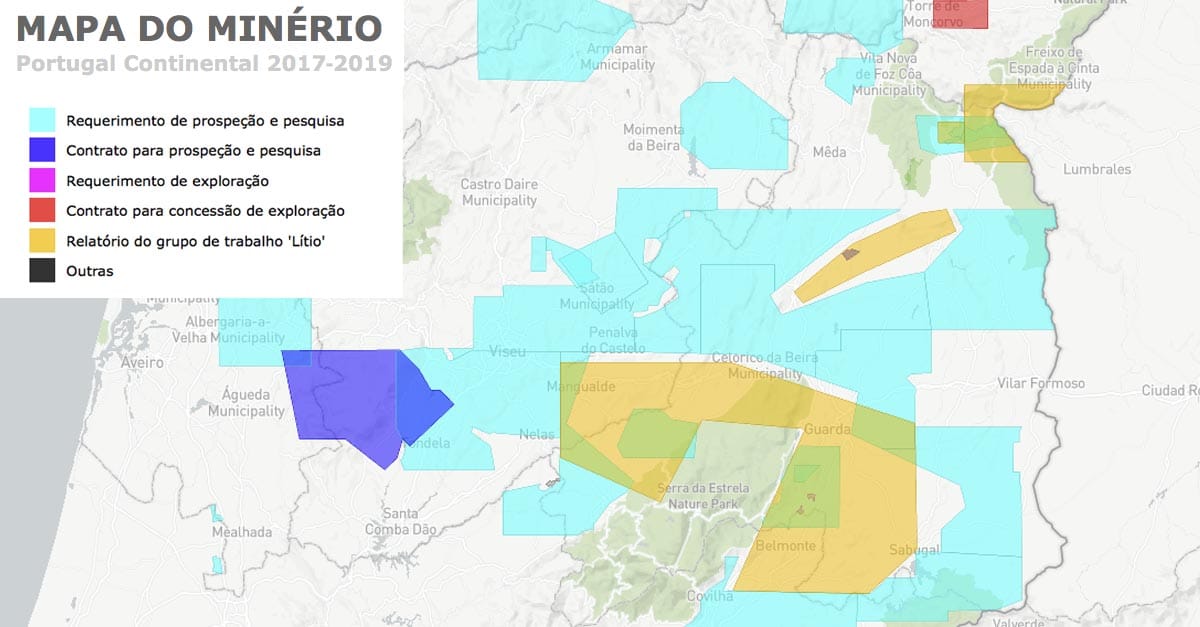 MAPA DO MINÉRIO
Portugal Continental 2017-2019
Requerimento de prospeção e pesquisa
Contrato para prospeção e pesquisa
Requerimento de exploração
Contrato para concessão de exploração
Relatório do grupo de trabalho 'Lítio'
Outras
Torre de
Moncorvo
Armamar
Municipality
Vila Nova
de Foz Côa
Municipality
Freixo de
Espada à Cinta
Municipality
Moimenta
da Beira
Mêda
Lumbrales
Castro Daire
Municipality
Sátão
Municipality
Municipality
Albergaria-a-
Velha Municipality
Penalva
do Castelo
Viseu
Aveiro
Celorico da Beira
Municipality
Mangualde
Vilar Formoso
Ciudad
Águeda
Municipality
Guarda
Nelas
Serra da Estrela
Nature Park
Santa
Comba Dão
Mealhada
Belmonte
Sabugal
Covilhã
Valverde